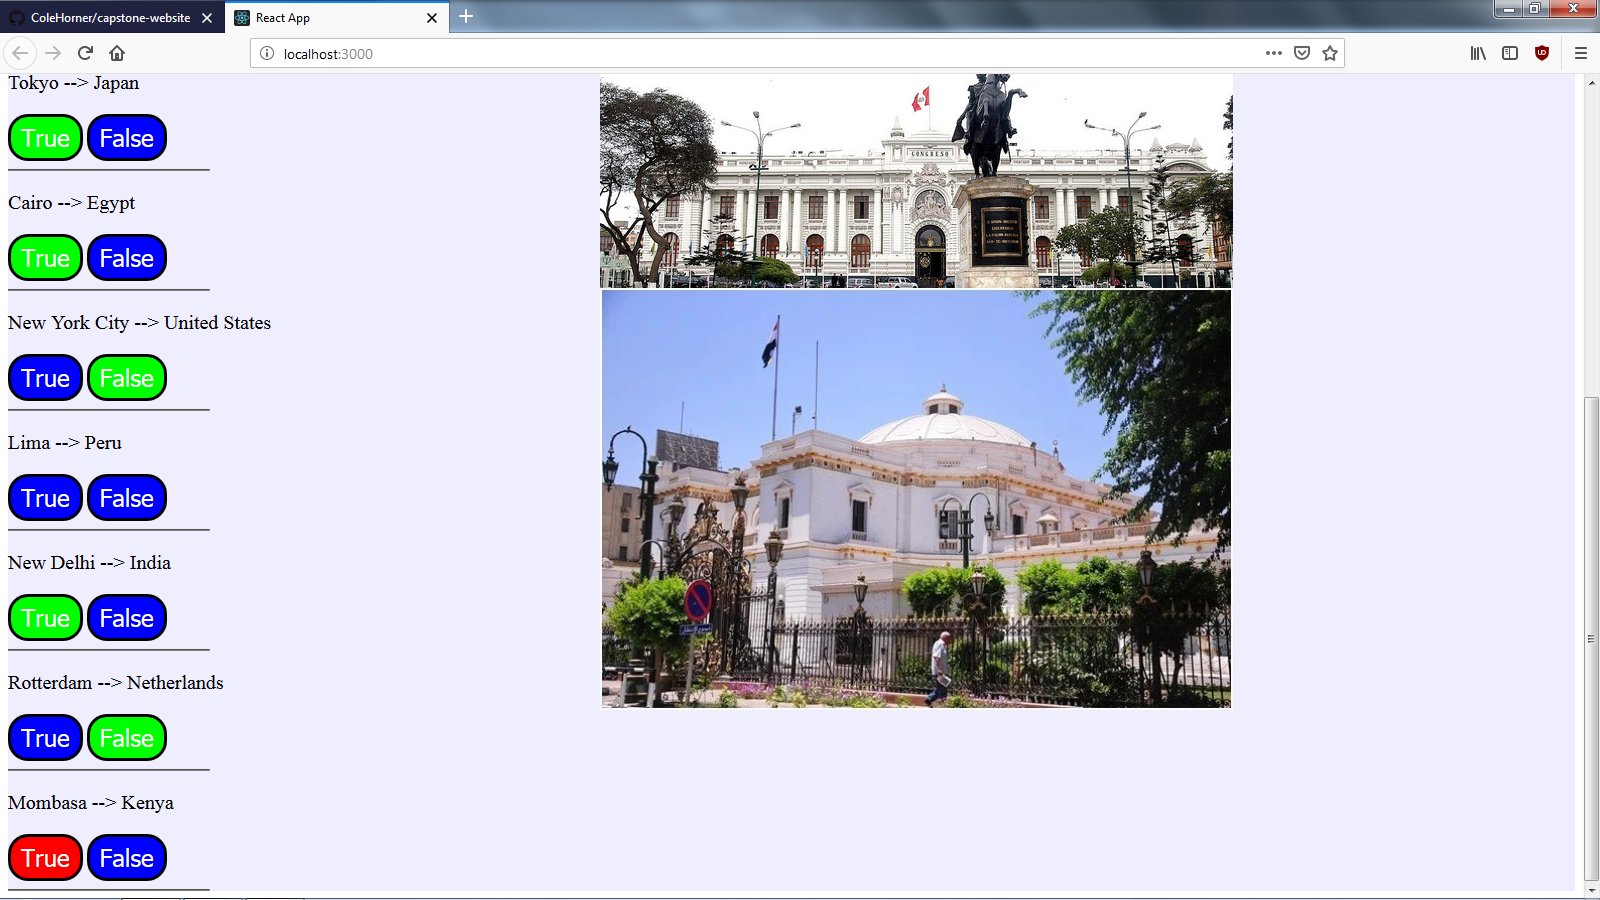 ColeHorner/capstone-website
React App
localhost:3000
Tokyo --> Japan
True False
Cairo --> Egypt
True False
New York City --> United States
True False
Lima --> Peru
True False
New Delhi --> India
True False
Rotterdam --> Netherlands
True False
Mombasa --> Kenya
True False
CONGRESO